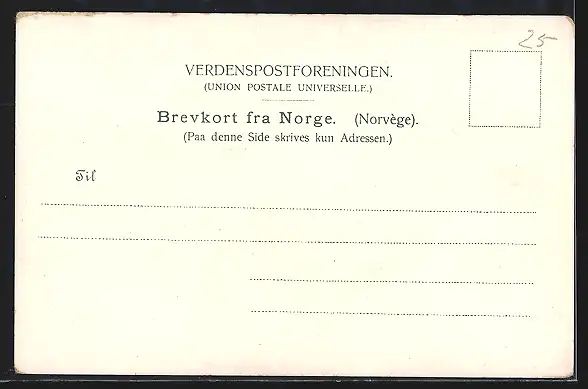 25
VERDENSPOSTFORENINGEN.
(UNION POSTALE UNIVERSELLE.)
Brevkort fra Norge. (Norvège).
(Paa denne Side skrives kun Adressen.)
Til